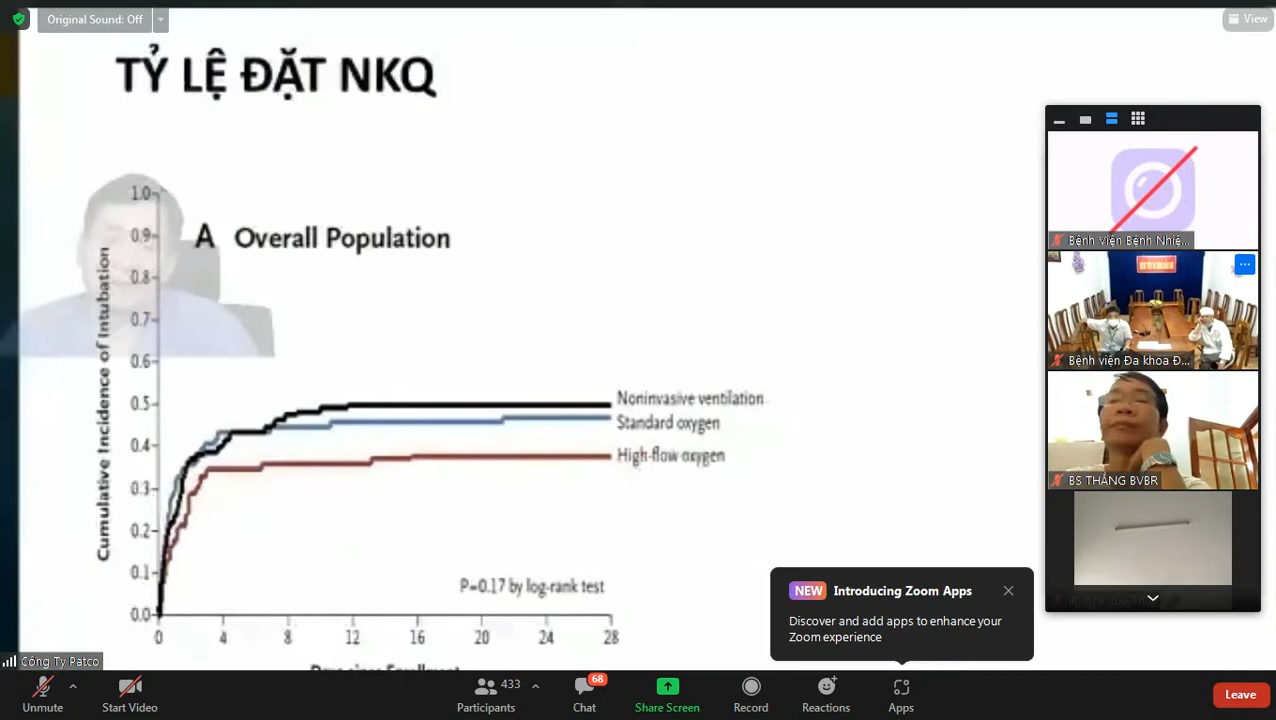 Original Sound: Off
View
TỶ LỆ ĐẶT NKQ
A Overall Population
Cumulative Incidence of Intubation
1.0
0.9
0.8
0.7
0.6
0.5
0.4
0.3
0.2
0.1
0.0
Noninvasive ventilation
Standard oxygen
High-flow oxygen
P=0.17 by log-rank test
0 4 8 12 16 20 24 28
Bệnh Viện Bệnh Nhiệ...
Bệnh viện Đa khoa Đ...
BS THẮNG BVBR
NEW Introducing Zoom Apps
Discover and add apps to enhance your
Zoom experience
Công Ty Patco
Unmute
Start Video
433
Participants
68
Chat
Share Screen
Record
Reactions
Apps
Leave